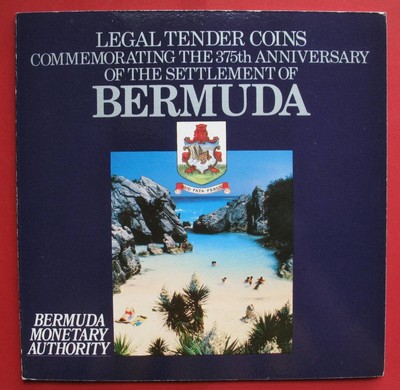 LEGAL TENDER COINS
COMMEMORATING THE 375th ANNIVERSARY
OF THE SETTLEMENT OF
BERMUDA
QUO FATA FERUNT
BERMUDA
MONETARY
AUTHORITY